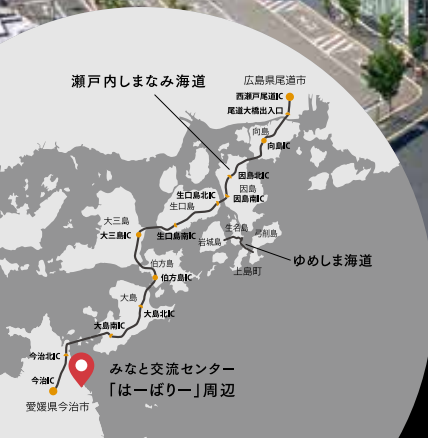 瀬戸内しまなみ海道
広島県尾道市
西瀬戸尾道IC
尾道大橋出入口
向島
向島IC
因島北IC
因島
因島南IC
生口島北IC
生口島
生口島南IC
大三島
大三島IC
生名島
岩城島
弓削島
上島町
ゆめしま海道
伯方島
伯方島IC
大島
大島北IC
大島南IC
今治北IC
今治IC
愛媛県今治市
みなと交流センター
「はーばりー」周辺